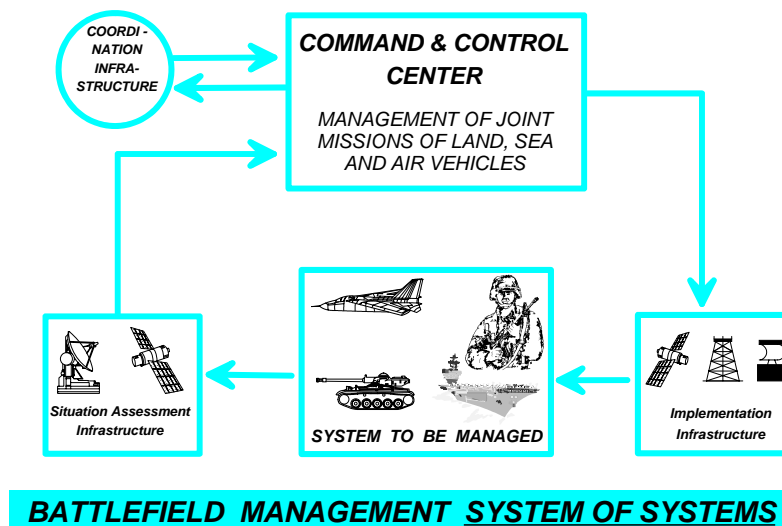 COORDI -
NATION
INFRA-
STRUCTURE
COMMAND & CONTROL
CENTER
MANAGEMENT OF JOINT
MISSIONS OF LAND, SEA
AND AIR VEHICLES
Situation Assessment
Infrastructure
SYSTEM TO BE MANAGED
Implementation
Infrastructure
BATTLEFIELD MANAGEMENT SYSTEM OF SYSTEMS